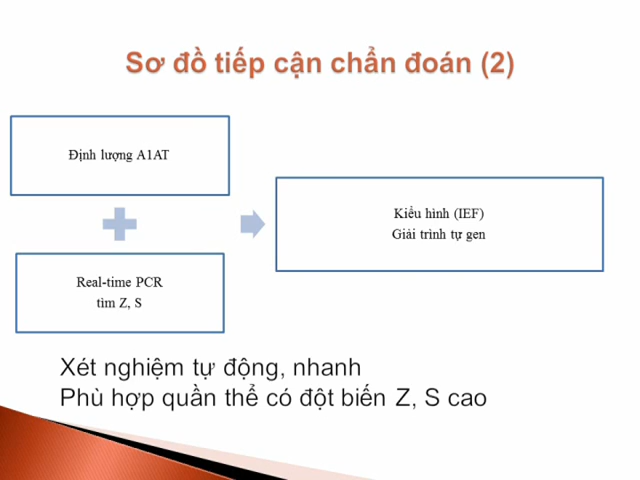 Sơ đồ tiếp cận chẩn đoán (2)
Định lượng A1AT
Real-time PCR
tìm Z, S
Kiểu hình (IEF)
Giải trình tự gen
Xét nghiệm tự động, nhanh
Phù hợp quần thể có đột biến Z, S cao